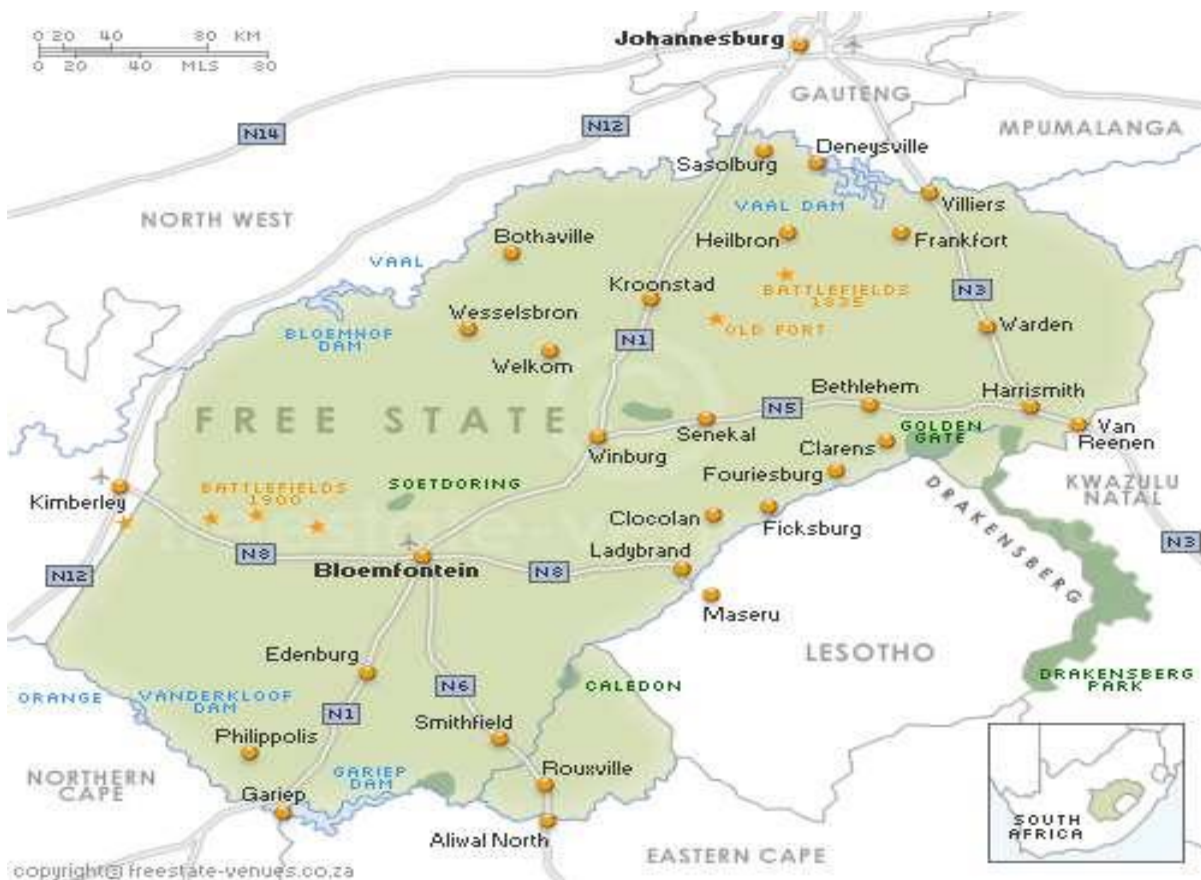 0 20 40 80 KM
0 20 40 MLS 80
Johannesburg
GAUTENG
MPUMALANGA
N14
N12
Sasolburg
Deneysville
NORTH WEST
VAAL DAM
Villiers
Bothaville
Heilbron
Frankfort
VAAL
Kroonstad
BATTLEFIELDS
1835
N3
BLOEMHOF
DAM
Wesselsbron
OLD FORT
Warden
N1
Welkom
Bethlehem
Harrismith
FREE STATE
N5
Senekal
GOLDEN
GATE
Van
Reenen
Winburg
Clarens
Fouriesburg
SOETDORING
Kimberley
BATTLEFIELDS
1900
KWAZULU
NATAL
DRAKENSBERG
Clocolan
Ficksburg
N3
N8
Ladybrand
N12
Bloemfontein
N8
Maseru
Edenburg
LESOTHO
ORANGE
VANDERKLOOF
DAM
N6
CALEDON
DRAKENSBERG
PARK
N1
Smithfield
Philippolis
NORTHERN
CAPE
GARIEP
DAM
Rouxville
Gariep
SOUTH
AFRICA
Aliwal North
EASTERN CAPE
copyright@ freestate-venues.co.za